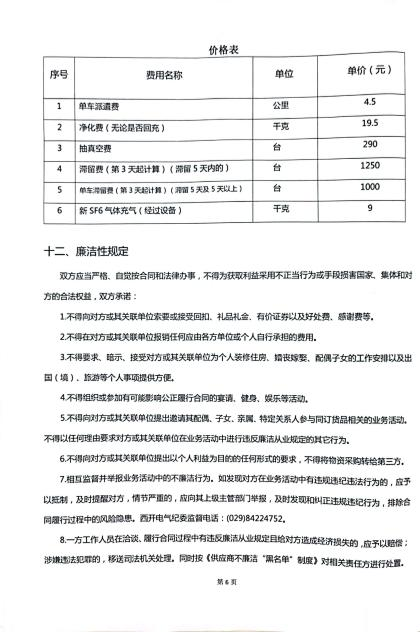 价格表
序号 费用名称 单位 单价（元）
1 单车派遣费 公里 4.5
2 净化费（无论是否回充） 千克 19.5
3 抽真空费 台 290
4 滞留费（第 3 天起计算）（滞留 5 天内的） 台 1250
5 单车滞留费（第 3 天起计算）（滞留 5 天及 5 天以上） 台 1000
6 新 SF6 气体充气（经过设备） 千克 9
十二、廉洁性规定
双方应当严格、自觉按合同和法律办事，不得为获取利益采用不正当行为或手段损害国家、集体和对
方的合法权益，双方承诺：
1.不得向对方或其关联单位索要或接受回扣、礼品礼金、有价证券以及好处费、感谢费等。
2.不得在对方或其关联单位报销任何应由各方单位或个人自行承担的费用。
3.不得要求、暗示、接受对方或其关联单位为个人装修住房、婚丧嫁娶、配偶子女的工作安排以及出
国（境）、旅游等个人事项提供方便。
4.不得组织或参加有可能影响公正履行合同的宴请、健身、娱乐等活动。
5.不得向对方或其关联单位提出邀请其配偶、子女、亲属、特定关系人参与同订货品相关的业务活动。
不得以任何理由要求对方或其关联单位在业务活动中进行违反廉洁从业规定的其它行为。
6.不得向对方或其关联单位提出以个人利益为目的的任何形式的要求，不得将物资采购转给第三方。
7.相互监督并举报业务活动中的不廉洁行为。如发现对方在业务活动中有违规违纪违法行为的，应予
以抵制，及时提醒对方，情节严重的，应向其上级主管部门举报，及时发现和纠正违规违纪行为，排除合
同履行过程中的风险隐患。西开电气纪委监督电话：(029)84224752。
8.一方工作人员在洽谈、履行合同过程中有违反廉洁从业规定且给对方造成经济损失的，应予以赔偿；
涉嫌违法犯罪的，移送司法机关处理。同时按《供应商不廉洁“黑名单”制度》对相关责任方进行处置。
第 6 页